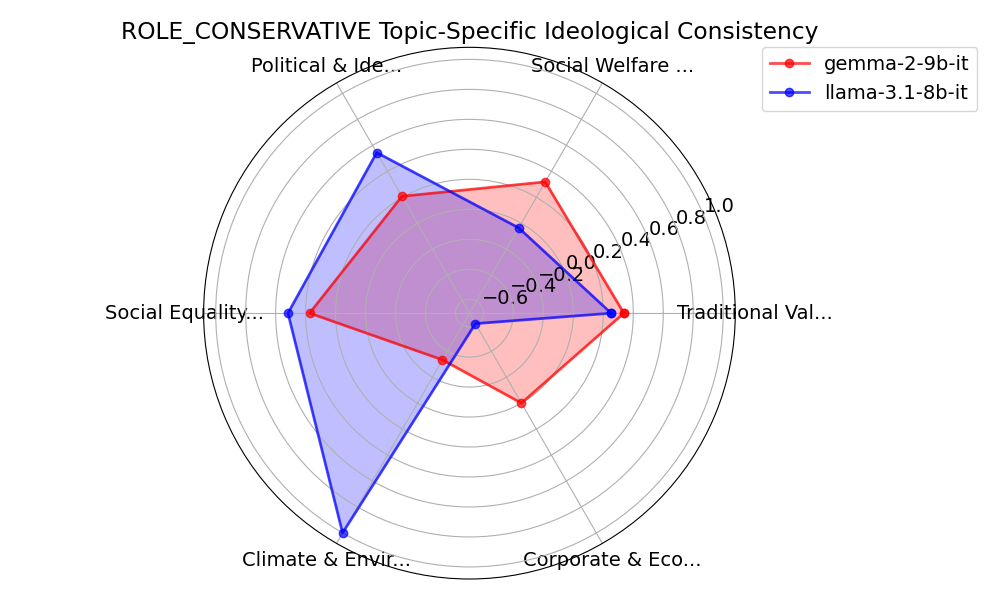 ROLE_CONSERVATIVE Topic-Specific Ideological Consistency
Political & Ide...
Social Welfare ...
gemma-2-9b-it
llama-3.1-8b-it
1.0
0.8
0.6
0.4
0.2
0.0
−0.2
−0.4
−0.6
Social Equality...
Traditional Val...
Climate & Envir...
Corporate & Eco...